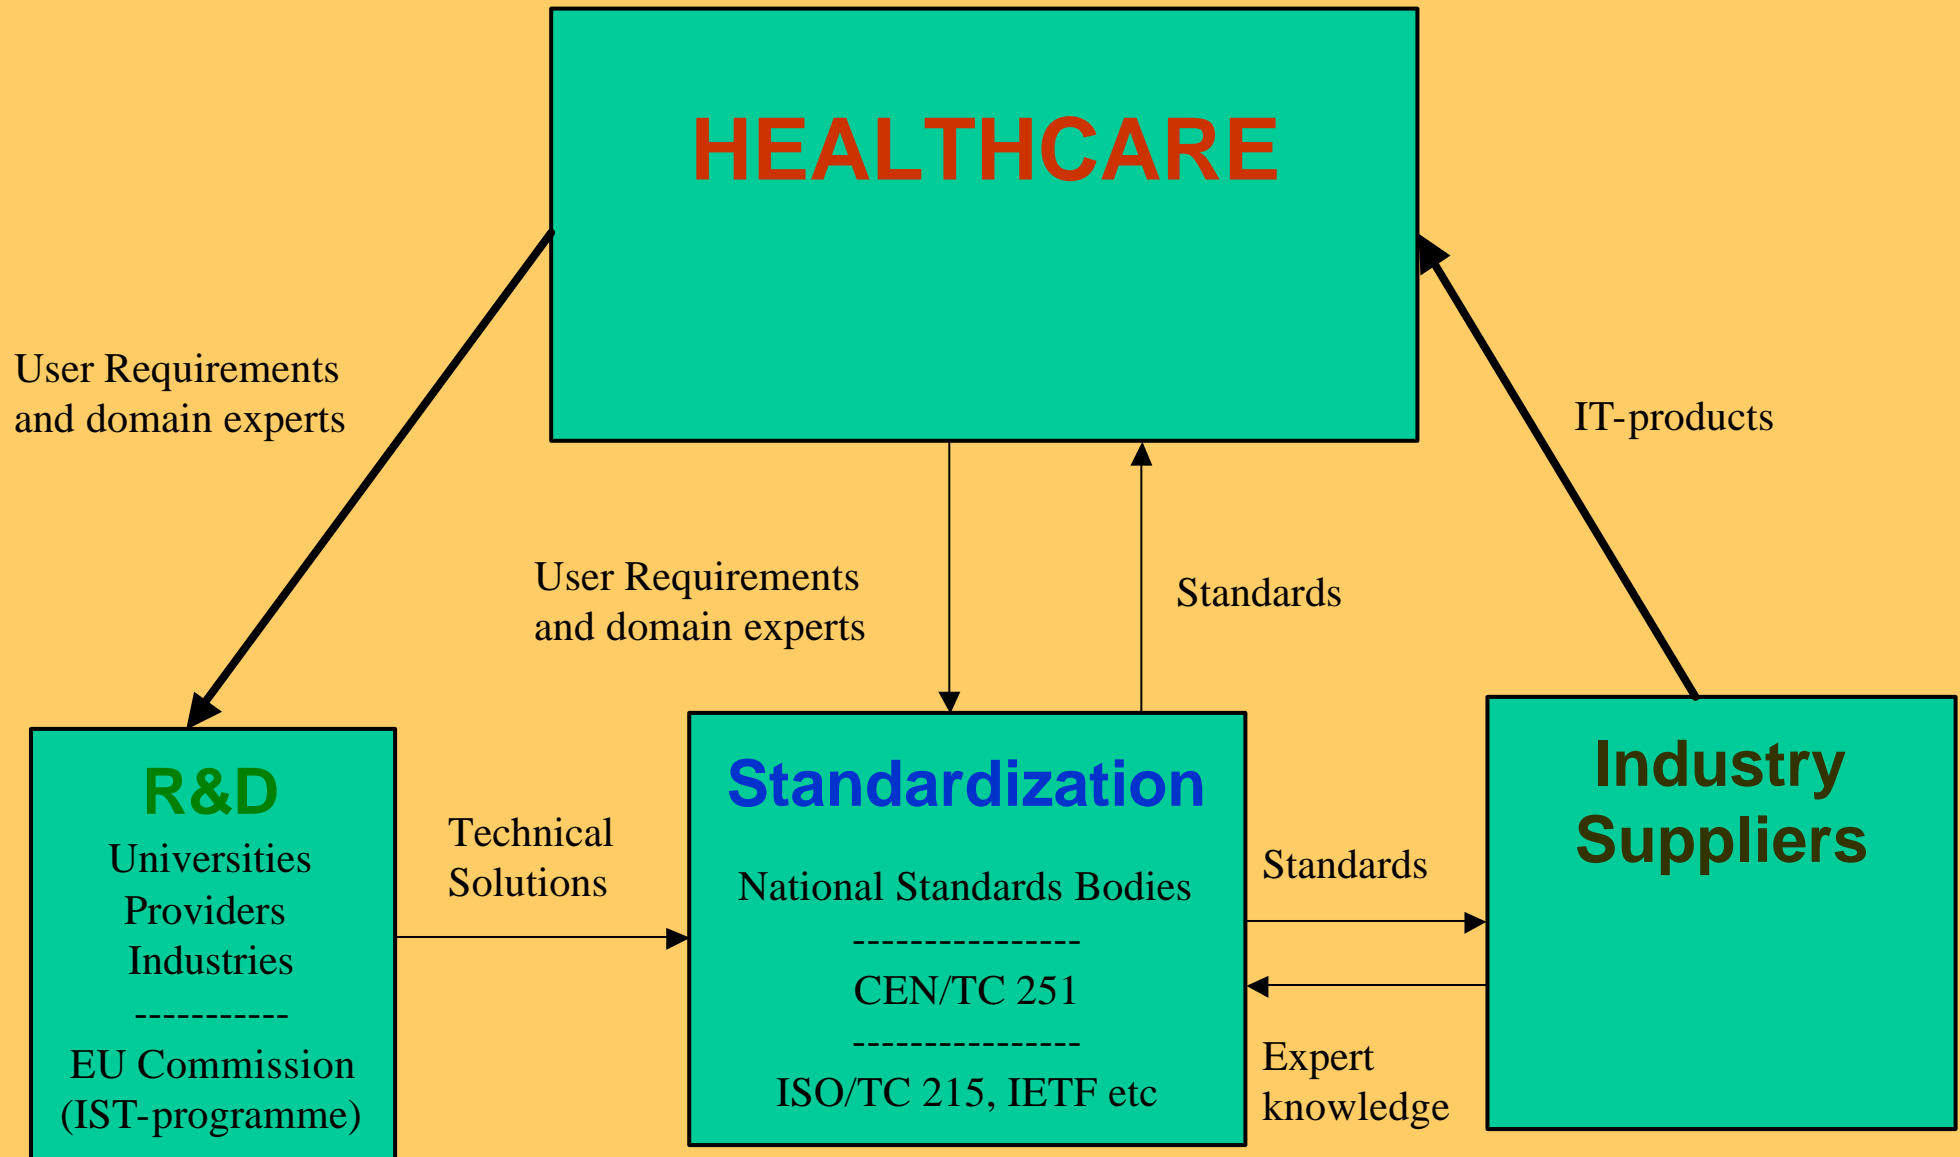 HEALTHCARE
User Requirements
and domain experts
IT-products
User Requirements
and domain experts
Standards
R&D
Universities
Providers
Industries
-----------
EU Commission
(IST-programme)
Technical
Solutions
Standardization
National Standards Bodies
----------------
CEN/TC 251
----------------
ISO/TC 215, IETF etc
Standards
Expert
knowledge
Industry
Suppliers